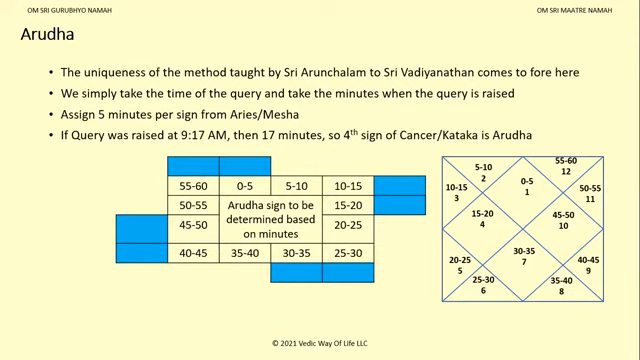 OM SRI GURUBHYO NAMAH
OM SRI MAATRE NAMAH
Arudha
• The uniqueness of the method taught by Sri Arunchalam to Sri Vadiyanathan comes to fore here
• We simply take the time of the query and take the minutes when the query is raised
• Assign 5 minutes per sign from Aries/Mesha
• If Query was raised at 9:17 AM, then 17 minutes, so 4th sign of Cancer/Kataka is Arudha
55-60 0-5 5-10 10-15
50-55 15-20
45-50 20-25
40-45 35-40 30-35 25-30
Arudha sign to be
determined based
on minutes
5-10
2
55-60
12
10-15
3
0-5
1
50-55
11
15-20
4
45-50
10
20-25
5
30-35
7
40-45
9
25-30
6
35-40
8
© 2021 Vedic Way Of Life LLC